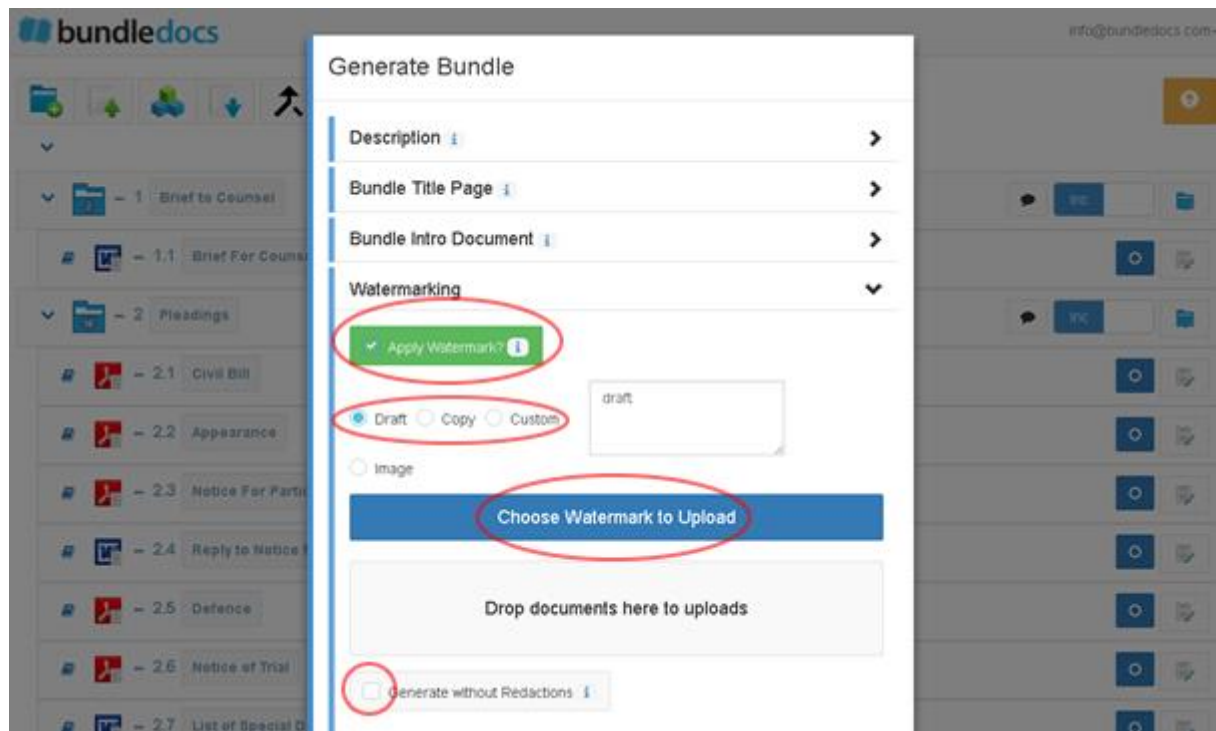 bundledocs
info@bundledocs.com
Generate Bundle
Description i
Bundle Title Page i
1 Brief to Counsel
Inc
Bundle Intro Document i
1.1 Brief For
Watermarking
2 Pleadings
Inc
Apply Watermark? i
2.1 Civil Bill
draft
Draft Copy Custom
2.2 Appearance
Image
2.3 Notice For
Choose Watermark to Upload
2.4 Reply to Notice
2.5 Defence
Drop documents here to uploads
2.6 Notice of Trial
Generate without Redactions i
2.7 List of Special